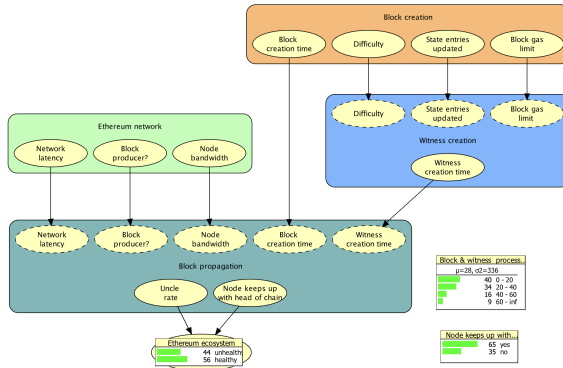 Block creation
Block
creation time
Difficulty
State entries
updated
Block gas
limit
Difficulty
State entries
updated
Block gas
limit
Witness creation
Witness
creation time
Ethereum network
Network
latency
Block
producer?
Node
bandwidth
Network
latency
Block
producer?
Node
bandwidth
Block
creation time
Witness
creation time
Block propagation
Uncle
rate
Node keeps up
with head of chain
Ethereum ecosystem
44 unhealthy
56 healthy
Block & witness process...
μ=28, σ2=336
40 0 - 20
34 20 - 40
16 40 - 60
9 60 - inf
Node keeps up with...
65 yes
35 no